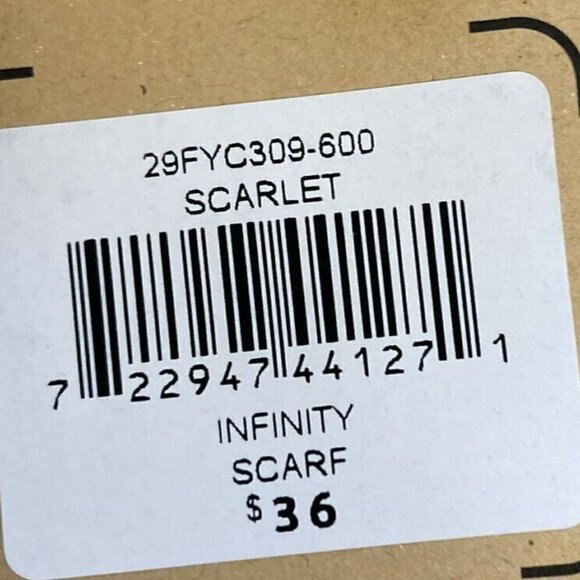 29FYC309-600
SCARLET
7 22947 44127 1
INFINITY
SCARF
$36